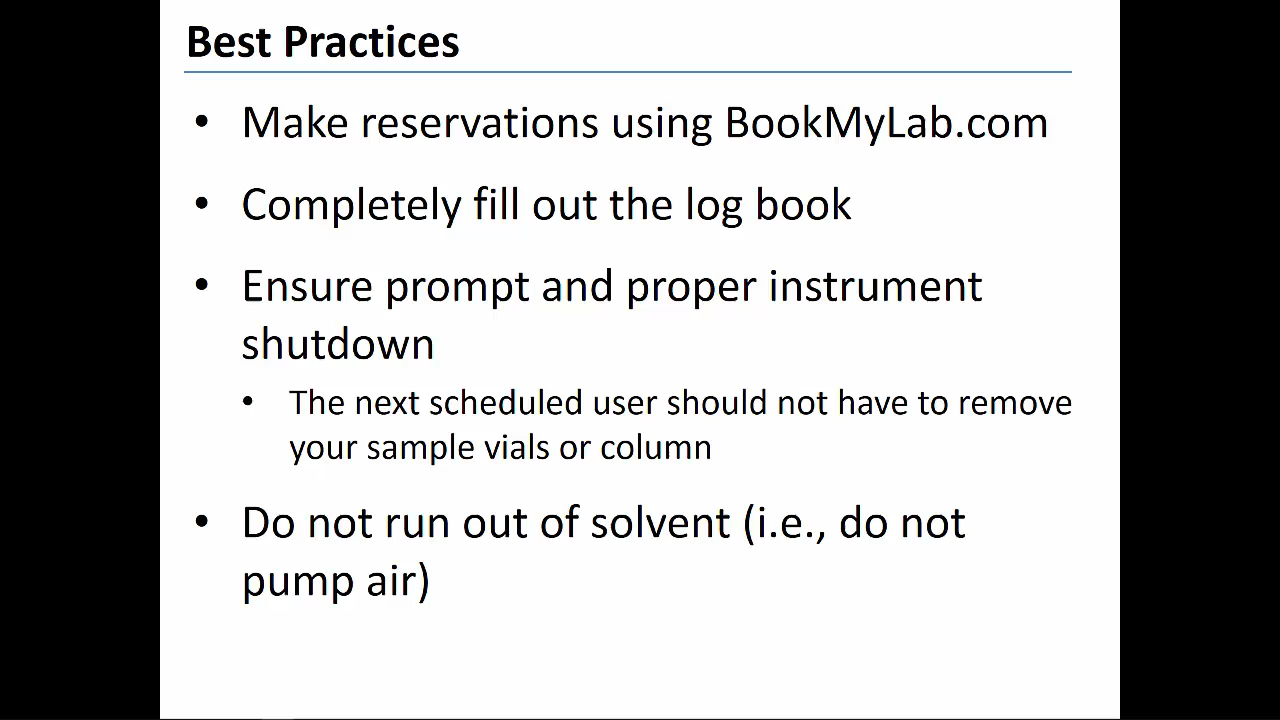 Best Practices
• Make reservations using BookMyLab.com
• Completely fill out the log book
• Ensure prompt and proper instrument
shutdown
• The next scheduled user should not have to remove
your sample vials or column
• Do not run out of solvent (i.e., do not
pump air)